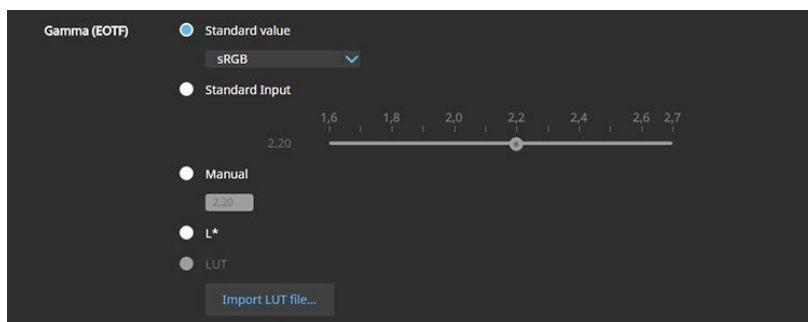 Gamma (EOTF) Standard value
sRGB
Standard Input
1,6 1,8 2,0 2,2 2,4 2,6 2,7
2,20
Manual
2,20
L*
LUT
Import LUT file...